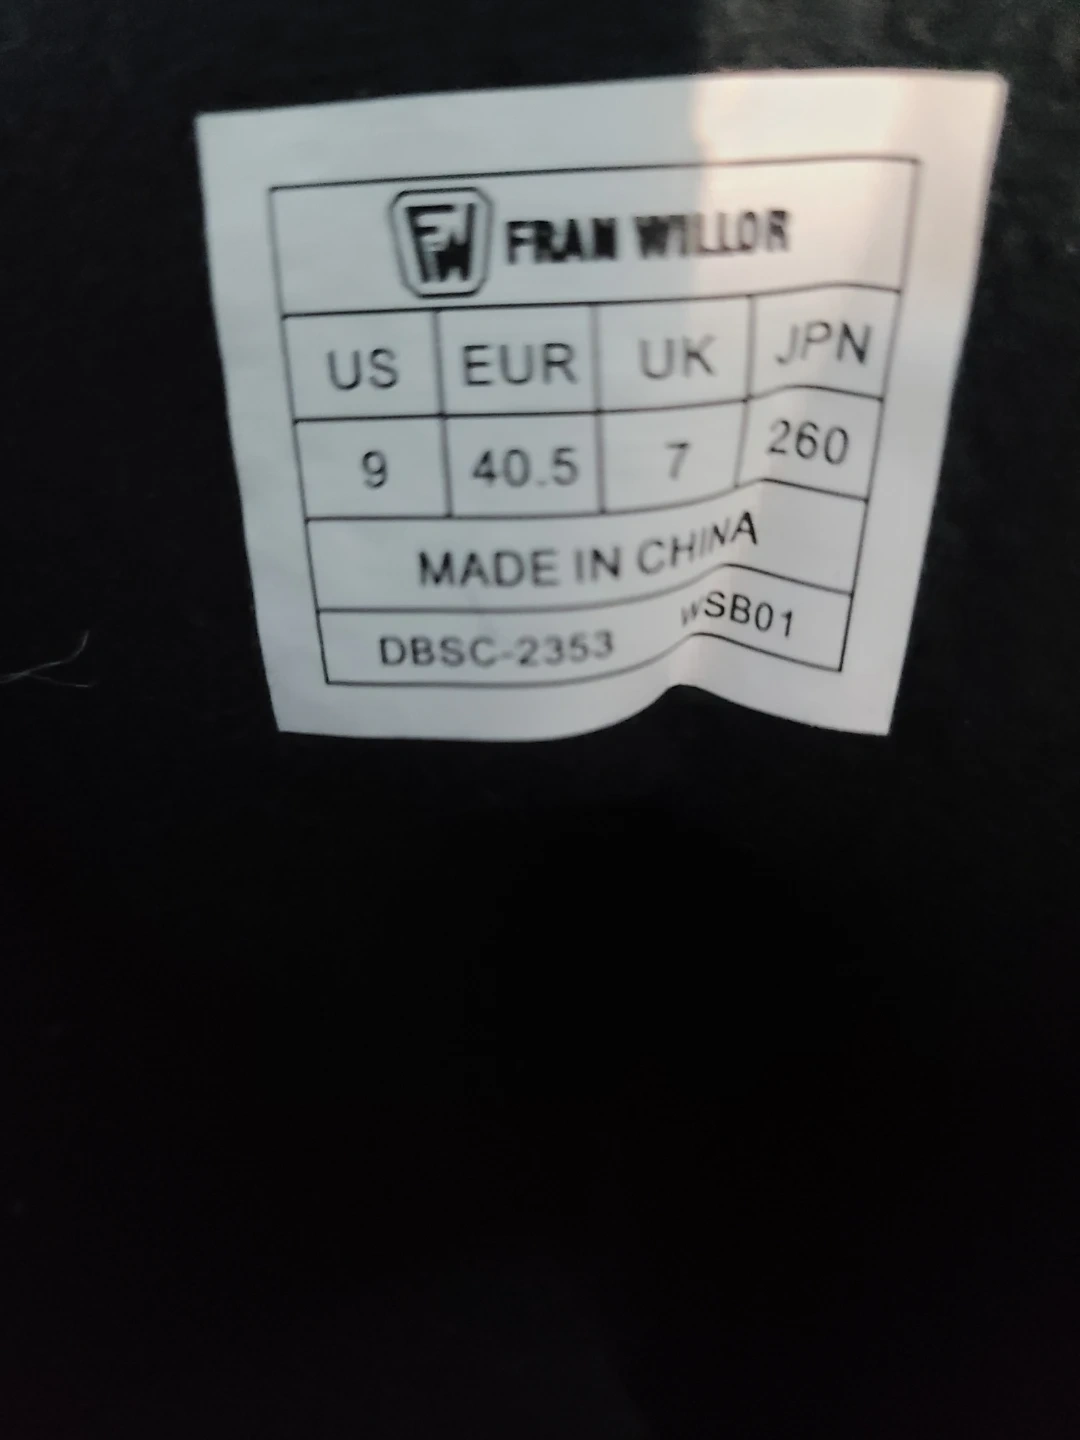 FW FRAN WILLOR
US EUR UK JPN
9 40.5 7 260
MADE IN CHINA
DBSC-2353 WSB01